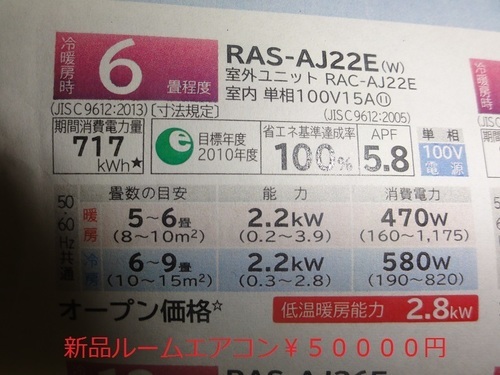 冷暖房時 6 畳程度
RAS-AJ22E(W)
室外ユニット RAC-AJ22E
室内 単相100V15A
(JIS C 9612:2013) [寸法規定] (JIS C 9612:2005)
期間消費電力量 717 kWh★
e 目標年度 2010年度
省エネ基準達成率 100%
APF 5.8
単相 100V 電源
50・60Hz共通
畳数の目安 能力 消費電力
暖房 5~6畳 (8~10m²) 2.2kW (0.2~3.9) 470W (160~1,175)
冷房 6~9畳 (10~15m²) 2.2kW (0.3~2.8) 580W (190~820)
オープン価格☆ 低温暖房能力 2.8kW
新品ルームエアコン￥５００００円